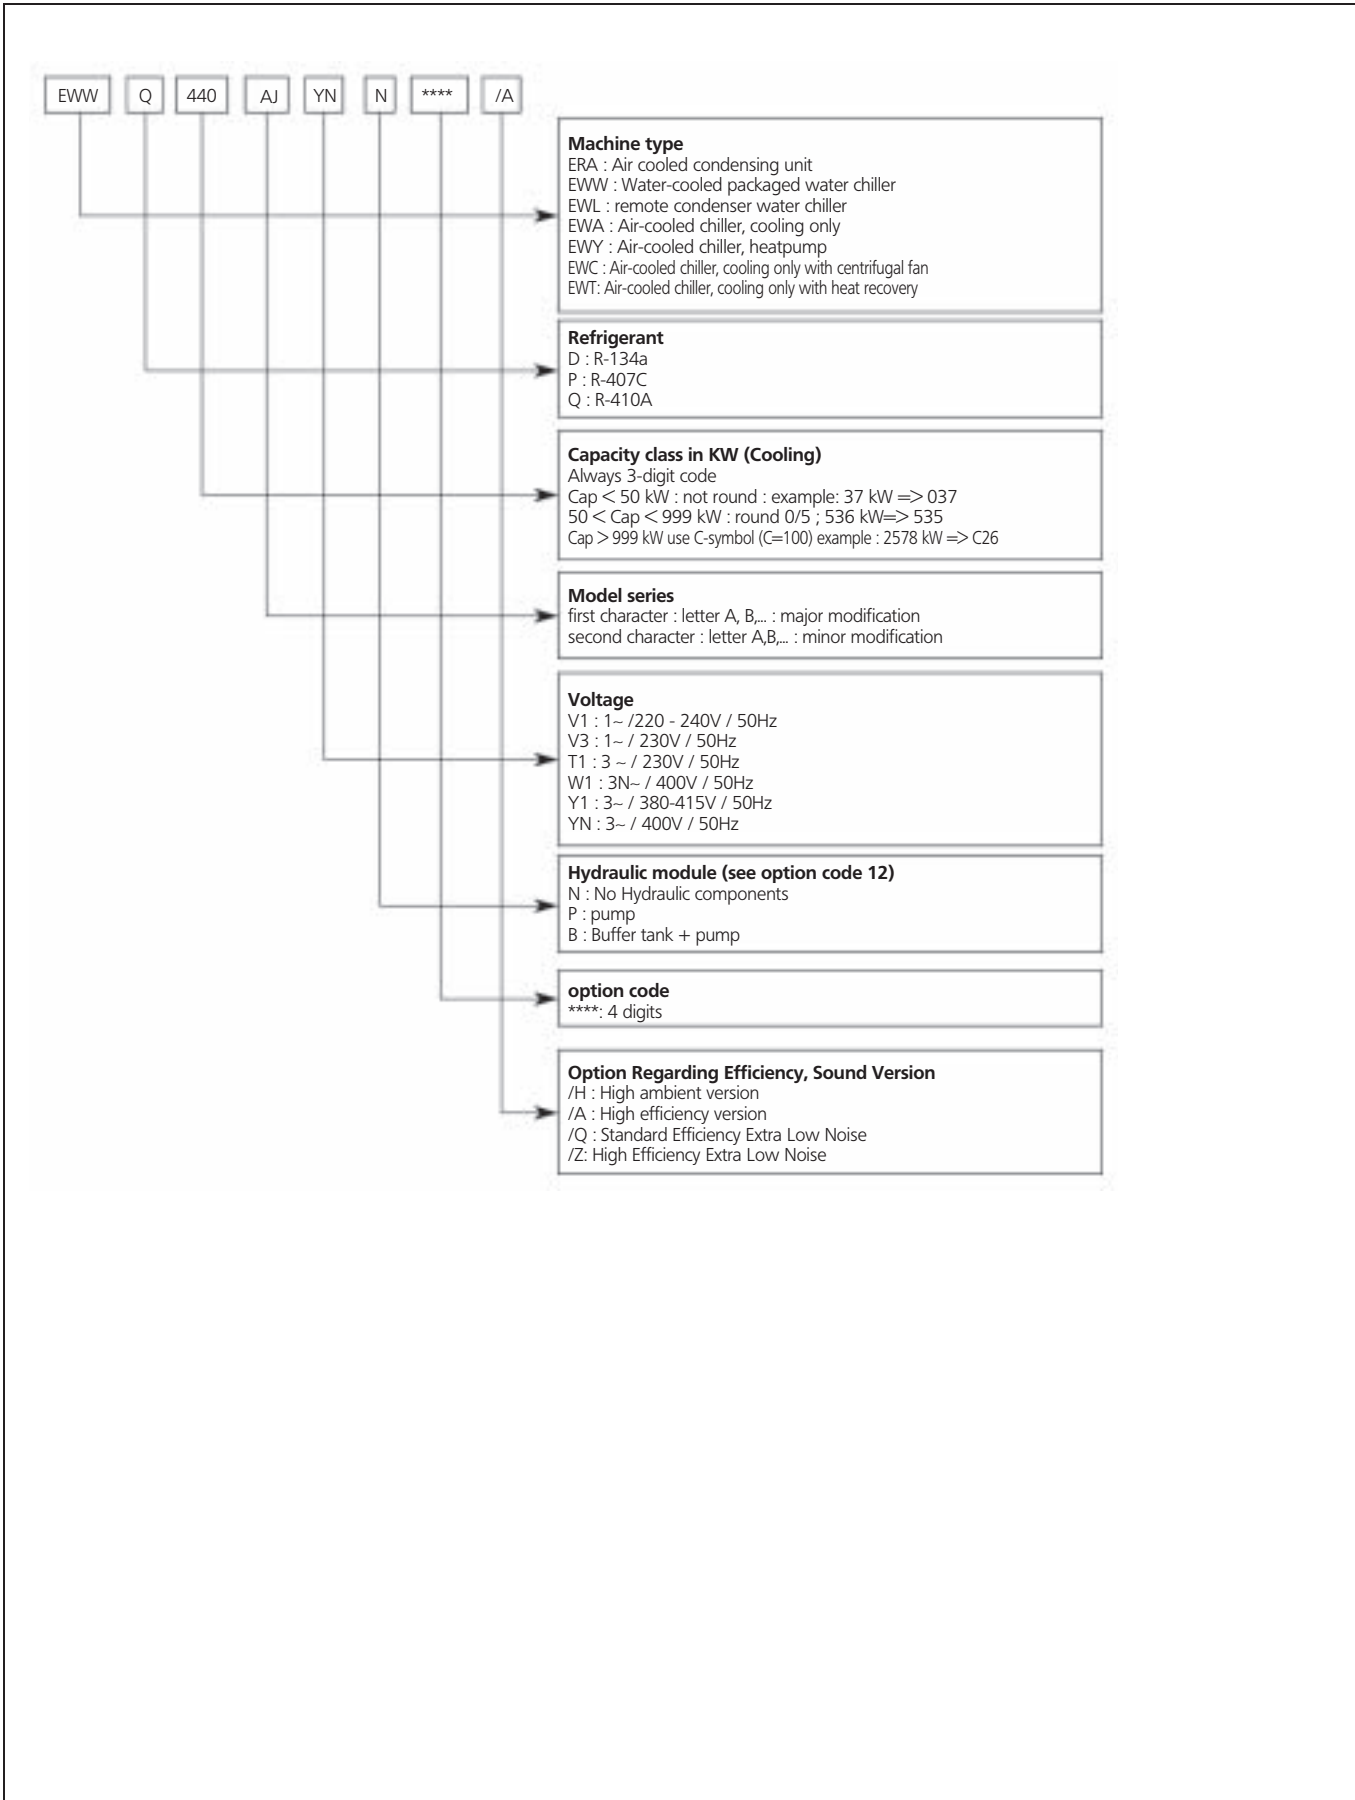 EWW Q 440 AJ YN N **** /A
Machine type
ERA : Air cooled condensing unit
EWW : Water-cooled packaged water chiller
EWL : remote condenser water chiller
EWA : Air-cooled chiller, cooling only
EWY : Air-cooled chiller, heatpump
EWC : Air-cooled chiller, cooling only with centrifugal fan
EWT: Air-cooled chiller, cooling only with heat recovery
Refrigerant
D : R-134a
P : R-407C
Q : R-410A
Capacity class in KW (Cooling)
Always 3-digit code
Cap < 50 kW : not round : example: 37 kW => 037
50 < Cap < 999 kW : round 0/5 ; 536 kW=> 535
Cap > 999 kW use C-symbol (C=100) example : 2578 kW => C26
Model series
first character : letter A, B,... : major modification
second character : letter A,B,... : minor modification
Voltage
V1 : 1~ /220 - 240V / 50Hz
V3 : 1~ / 230V / 50Hz
T1 : 3 ~ / 230V / 50Hz
W1 : 3N~ / 400V / 50Hz
Y1 : 3~ / 380-415V / 50Hz
YN : 3~ / 400V / 50Hz
Hydraulic module (see option code 12)
N : No Hydraulic components
P : pump
B : Buffer tank + pump
option code
****: 4 digits
Option Regarding Efficiency, Sound Version
/H : High ambient version
/A : High efficiency version
/Q : Standard Efficiency Extra Low Noise
/Z: High Efficiency Extra Low Noise